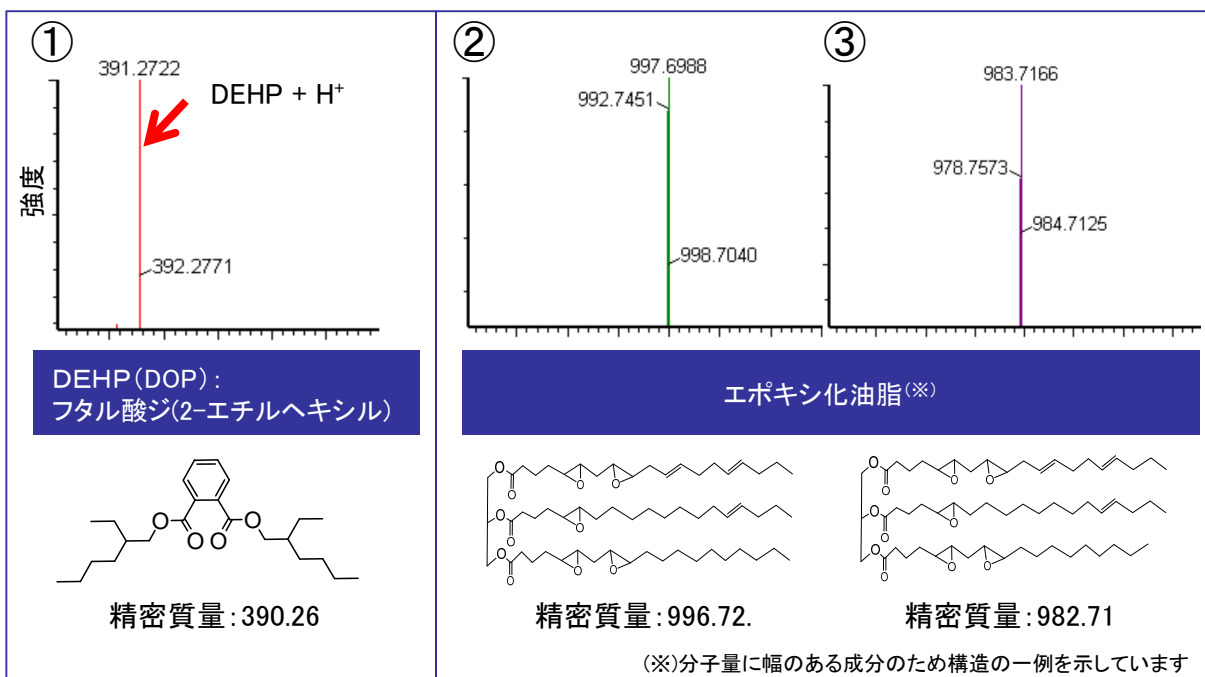 ①
391.2722
DEHP + H⁺
強度
392.2771
②
997.6988
992.7451
998.7040
③
983.7166
978.7573
984.7125
DEHP(DOP):
フタル酸ジ(2-エチルヘキシル)
エポキシ化油脂(※)
O
O
O
O
精密質量:390.26
O
O
O
O
O
O
O
O
O
O
O
精密質量:996.72.
O
O
O
O
O
O
O
O
O
O
O
精密質量:982.71
(※)分子量に幅のある成分のため構造の一例を示しています